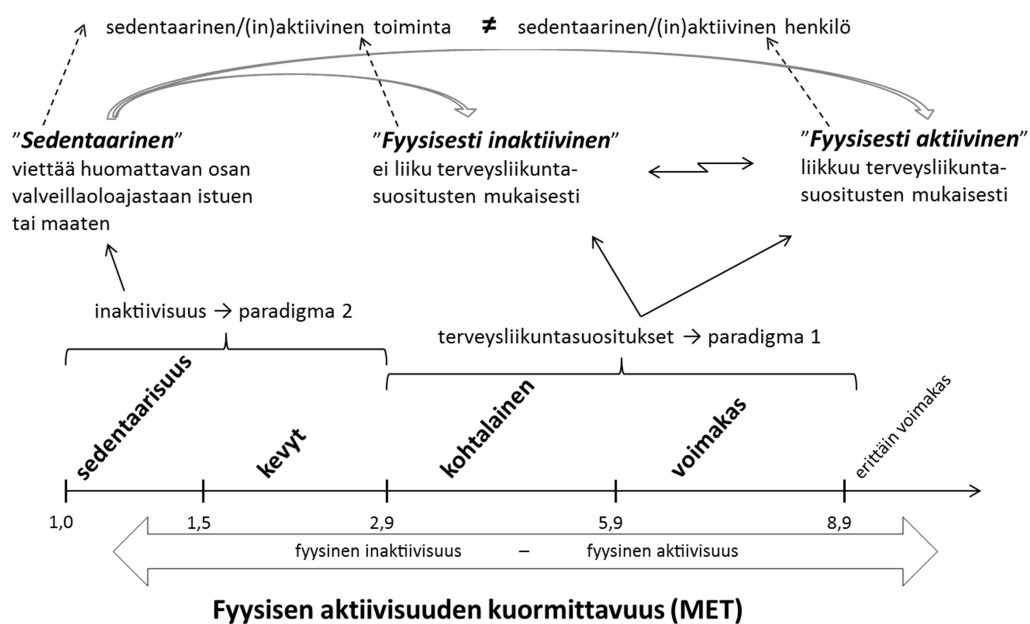 sedentaarinen/(in)aktiivinen toiminta ≠ sedentaarinen/(in)aktiivinen henkilö
”Sedentaarinen”
viettää huomattavan osan
valveillaoloajastaan istuen
tai maaten
”Fyysisesti inaktiivinen”
ei liiku terveysliikunta-
suositusten mukaisesti
”Fyysisesti aktiivinen”
liikkuu terveysliikunta-
suositusten mukaisesti
inaktiivisuus → paradigma 2
terveysliikuntasuositukset → paradigma 1
sedentaarisuus
kevyt
kohtalainen
voimakas
erittäin voimakas
1,0 1,5 2,9 5,9 8,9
fyysinen inaktiivisuus – fyysinen aktiivisuus
Fyysisen aktiivisuuden kuormittavuus (MET)